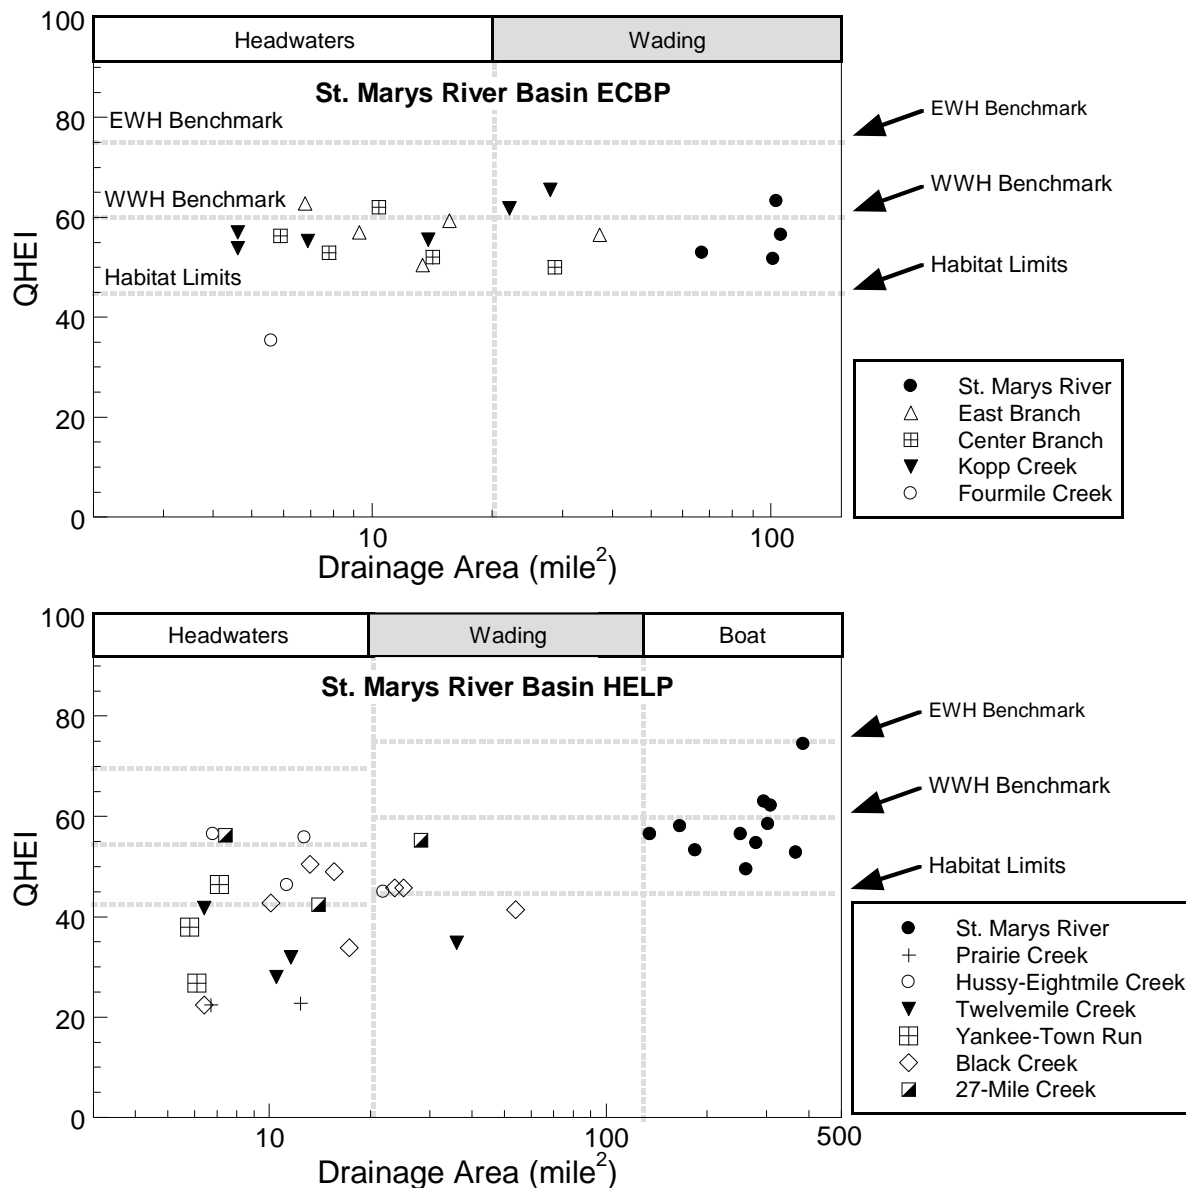 100
Headwaters
Wading
St. Marys River Basin ECBP
EWH Benchmark
EWH Benchmark
80
WWH Benchmark
WWH Benchmark
60
Habitat Limits
Habitat Limits
QHEI
40
20
0
10
100
Drainage Area (mile²)
St. Marys River
East Branch
Center Branch
Kopp Creek
Fourmile Creek
100
Headwaters
Wading
Boat
St. Marys River Basin HELP
EWH Benchmark
80
WWH Benchmark
60
Habitat Limits
QHEI
40
20
0
10
100
500
Drainage Area (mile²)
St. Marys River
Prairie Creek
Hussy-Eightmile Creek
Twelvemile Creek
Yankee-Town Run
Black Creek
27-Mile Creek